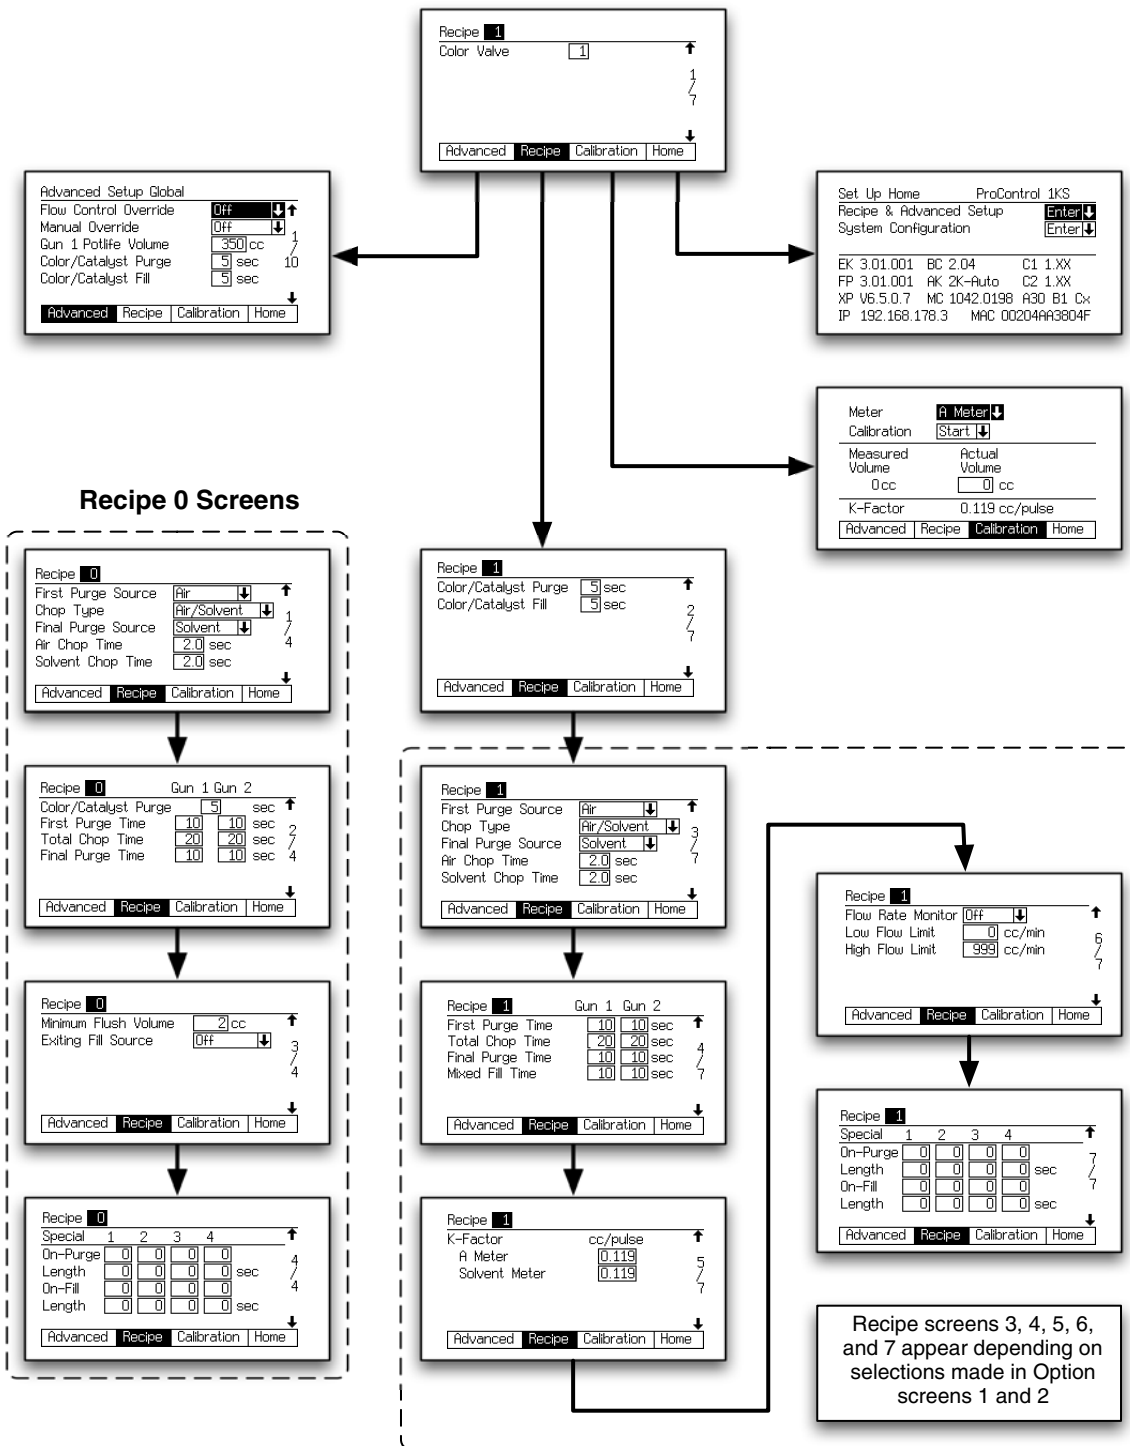 Recipe 1
Color Valve 1
1
/
7
Advanced Recipe Calibration Home
Advanced Setup Global
Flow Control Override Off
Manual Override Off
Gun 1 Potlife Volume 350 cc
Color/Catalyst Purge 5 sec
Color/Catalyst Fill 5 sec
1
/
10
Advanced Recipe Calibration Home
Set Up Home ProControl 1KS
Recipe & Advanced Setup Enter
System Configuration Enter
EK 3.01.001 BC 2.04 C1 1.XX
FP 3.01.001 AK 2K-Auto C2 1.XX
XP V6.5.0.7 MC 1042.0198 A30 B1 Cx
IP 192.168.178.3 MAC 00204AA3804F
Meter A Meter
Calibration Start
Measured Actual
Volume Volume
0cc 0 cc
K-Factor 0.119 cc/pulse
Advanced Recipe Calibration Home
Recipe 0 Screens
Recipe 0
First Purge Source Air
Chop Type Air/Solvent
Final Purge Source Solvent
Air Chop Time 2.0 sec
Solvent Chop Time 2.0 sec
1
/
4
Advanced Recipe Calibration Home
Recipe 0 Gun 1 Gun 2
Color/Catalyst Purge 5 sec
First Purge Time 10 10 sec
Total Chop Time 20 20 sec
Final Purge Time 10 10 sec
2
/
4
Advanced Recipe Calibration Home
Recipe 0
Minimum Flush Volume 2 cc
Exiting Fill Source Off
3
/
4
Advanced Recipe Calibration Home
Recipe 0
Special 1 2 3 4
On-Purge 0 0 0 0
Length 0 0 0 0 sec
On-Fill 0 0 0 0
Length 0 0 0 0 sec
4
/
4
Advanced Recipe Calibration Home
Recipe 1
Color/Catalyst Purge 5 sec
Color/Catalyst Fill 5 sec
2
/
7
Advanced Recipe Calibration Home
Recipe 1
First Purge Source Air
Chop Type Air/Solvent
Final Purge Source Solvent
Air Chop Time 2.0 sec
Solvent Chop Time 2.0 sec
3
/
7
Advanced Recipe Calibration Home
Recipe 1 Gun 1 Gun 2
First Purge Time 10 10 sec
Total Chop Time 20 20 sec
Final Purge Time 10 10 sec
Mixed Fill Time 10 10 sec
4
/
7
Advanced Recipe Calibration Home
Recipe 1
K-Factor cc/pulse
A Meter 0.119
Solvent Meter 0.119
5
/
7
Advanced Recipe Calibration Home
Recipe 1
Flow Rate Monitor Off
Low Flow Limit 0 cc/min
High Flow Limit 999 cc/min
6
/
7
Advanced Recipe Calibration Home
Recipe 1
Special 1 2 3 4
On-Purge 0 0 0 0
Length 0 0 0 0 sec
On-Fill 0 0 0 0
Length 0 0 0 0 sec
7
/
7
Advanced Recipe Calibration Home
Recipe screens 3, 4, 5, 6,
and 7 appear depending on
selections made in Option
screens 1 and 2